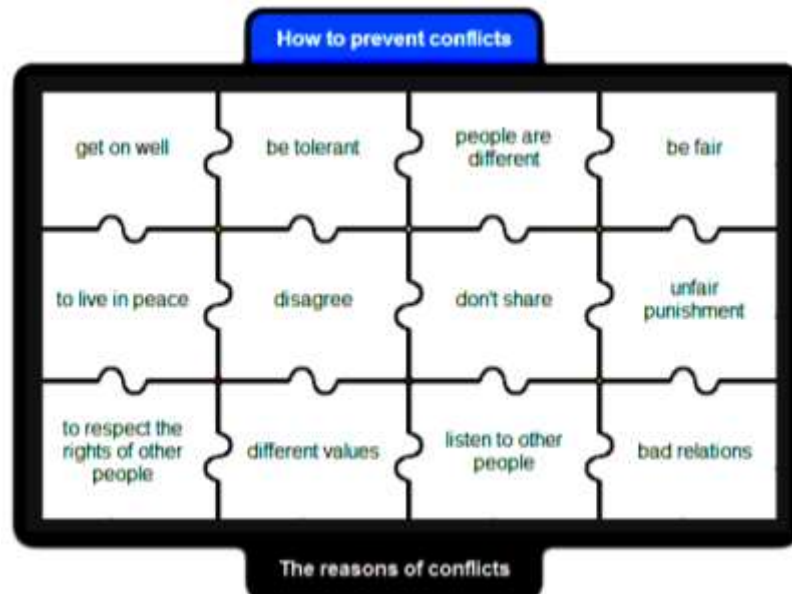 How to prevent conflicts
get on well
be tolerant
people are
different
be fair
to live in peace
disagree
don't share
unfair
punishment
to respect the
rights of other
people
different values
listen to other
people
bad relations
The reasons of conflicts